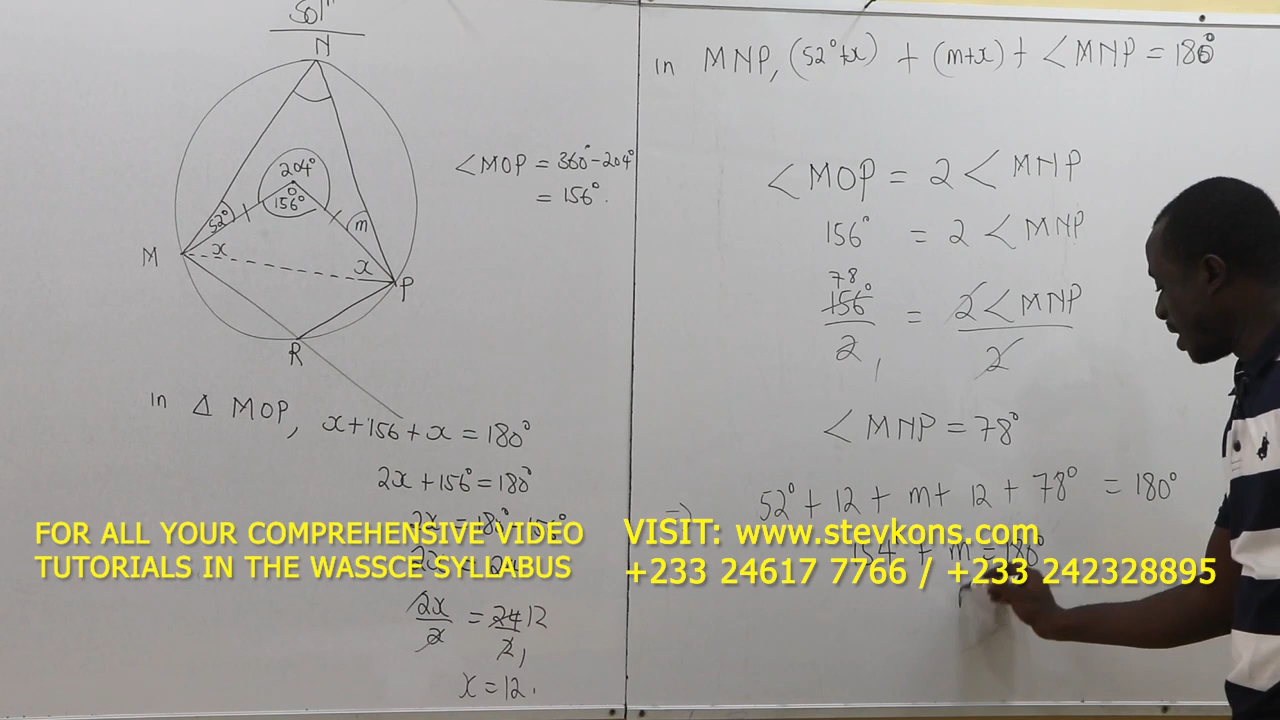 Solⁿ
N
204°
O
156°
52°
m
x
x
M
P
R
<MOP = 360° - 204°
= 156°.
in Δ MOP, x + 156 + x = 180°
2x + 156° = 180°
2x = 180° - 156°
2x = 24
2x/2 = 24/2 12
1
x = 12.
in MNP, (52° + x) + (m+x) + <MNP = 180°
<MOP = 2 <MNP
156° = 2 <MNP
78
156°/2 = 2<MNP/2
1
<MNP = 78°
=> 52° + 12 + m + 12 + 78° = 180°
154 + m = 180°
FOR ALL YOUR COMPREHENSIVE VIDEO
TUTORIALS IN THE WASSCE SYLLABUS
VISIT: www.stevkons.com
+233 24617 7766 / +233 242328895